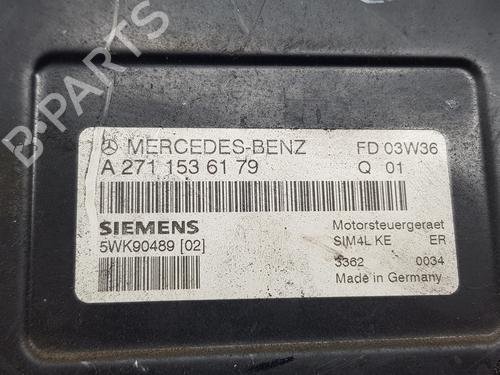 MERCEDES-BENZ FD 03W36
A 271 153 61 79 Q 01
SIEMENS Motorsteuergeraet
5WK90489 [02] SIM4L KE ER
3362 0034
Made in Germany
B-PARTS